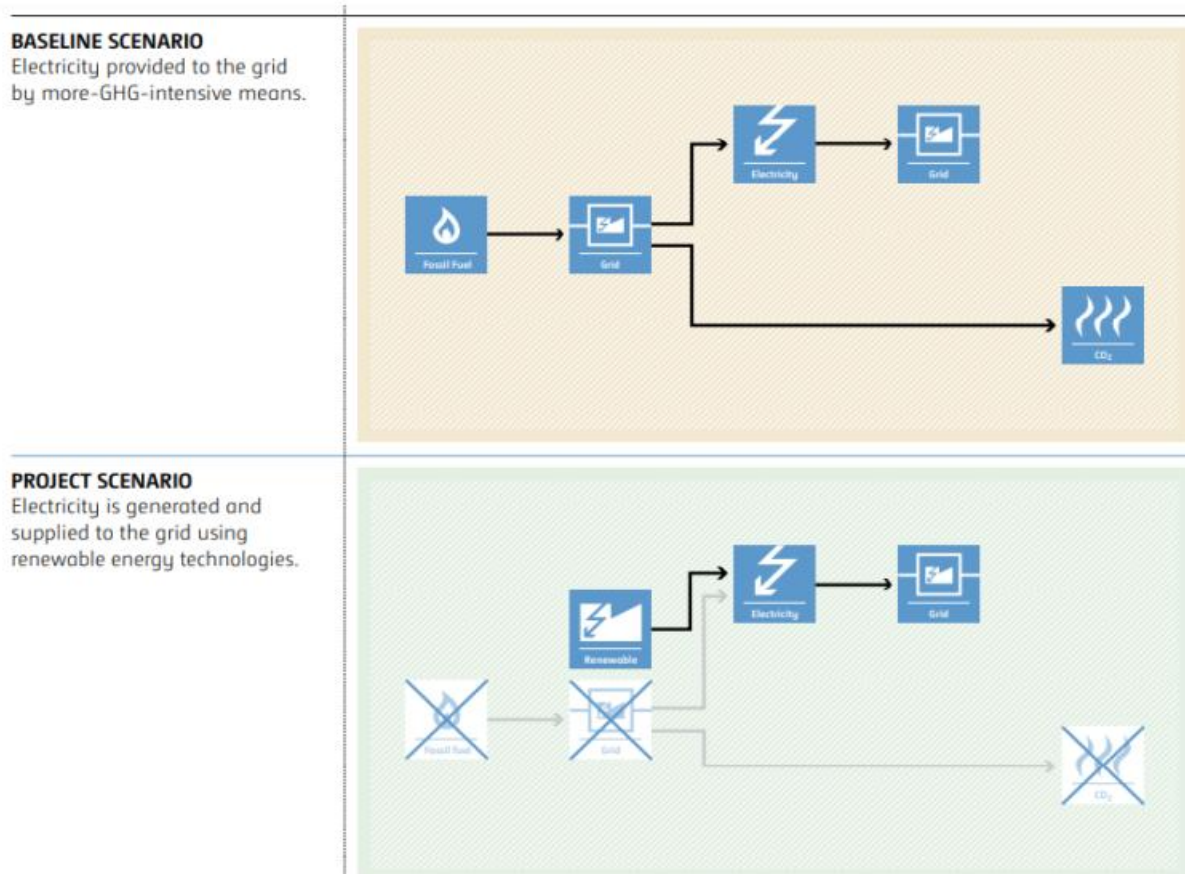 BASELINE SCENARIO
Electricity provided to the grid
by more-GHG-intensive means.
Electricity
Grid
Fossil Fuel
Grid
CO₂
PROJECT SCENARIO
Electricity is generated and
supplied to the grid using
renewable energy technologies.
Electricity
Grid
Renewable
Fossil fuel
Grid
CO₂